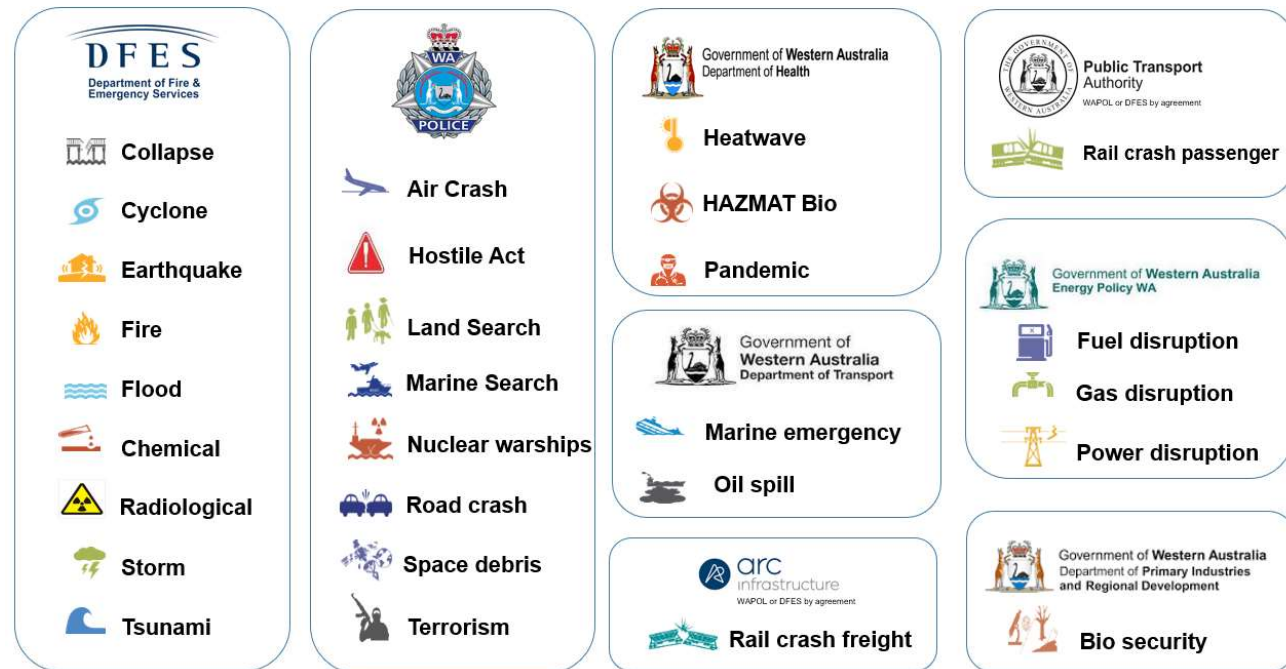 DFES
Department of Fire &
Emergency Services
Collapse
Cyclone
Earthquake
Fire
Flood
Chemical
Radiological
Storm
Tsunami
WA
POLICE
Air Crash
Hostile Act
Land Search
Marine Search
Nuclear warships
Road crash
Space debris
Terrorism
Government of Western Australia
Department of Health
Heatwave
HAZMAT Bio
Pandemic
Government of
Western Australia
Department of Transport
Marine emergency
Oil spill
arc
infrastructure
WAPOL or DFES by agreement
Rail crash freight
THE GOVERNMENT OF
WESTERN AUSTRALIA
Public Transport
Authority
WAPOL or DFES by agreement
Rail crash passenger
Government of Western Australia
Energy Policy WA
Fuel disruption
Gas disruption
Power disruption
Government of Western Australia
Department of Primary Industries
and Regional Development
Bio security